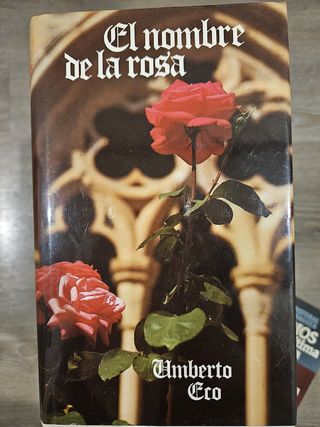 El nombre
de la rosa
Umberto
Eco